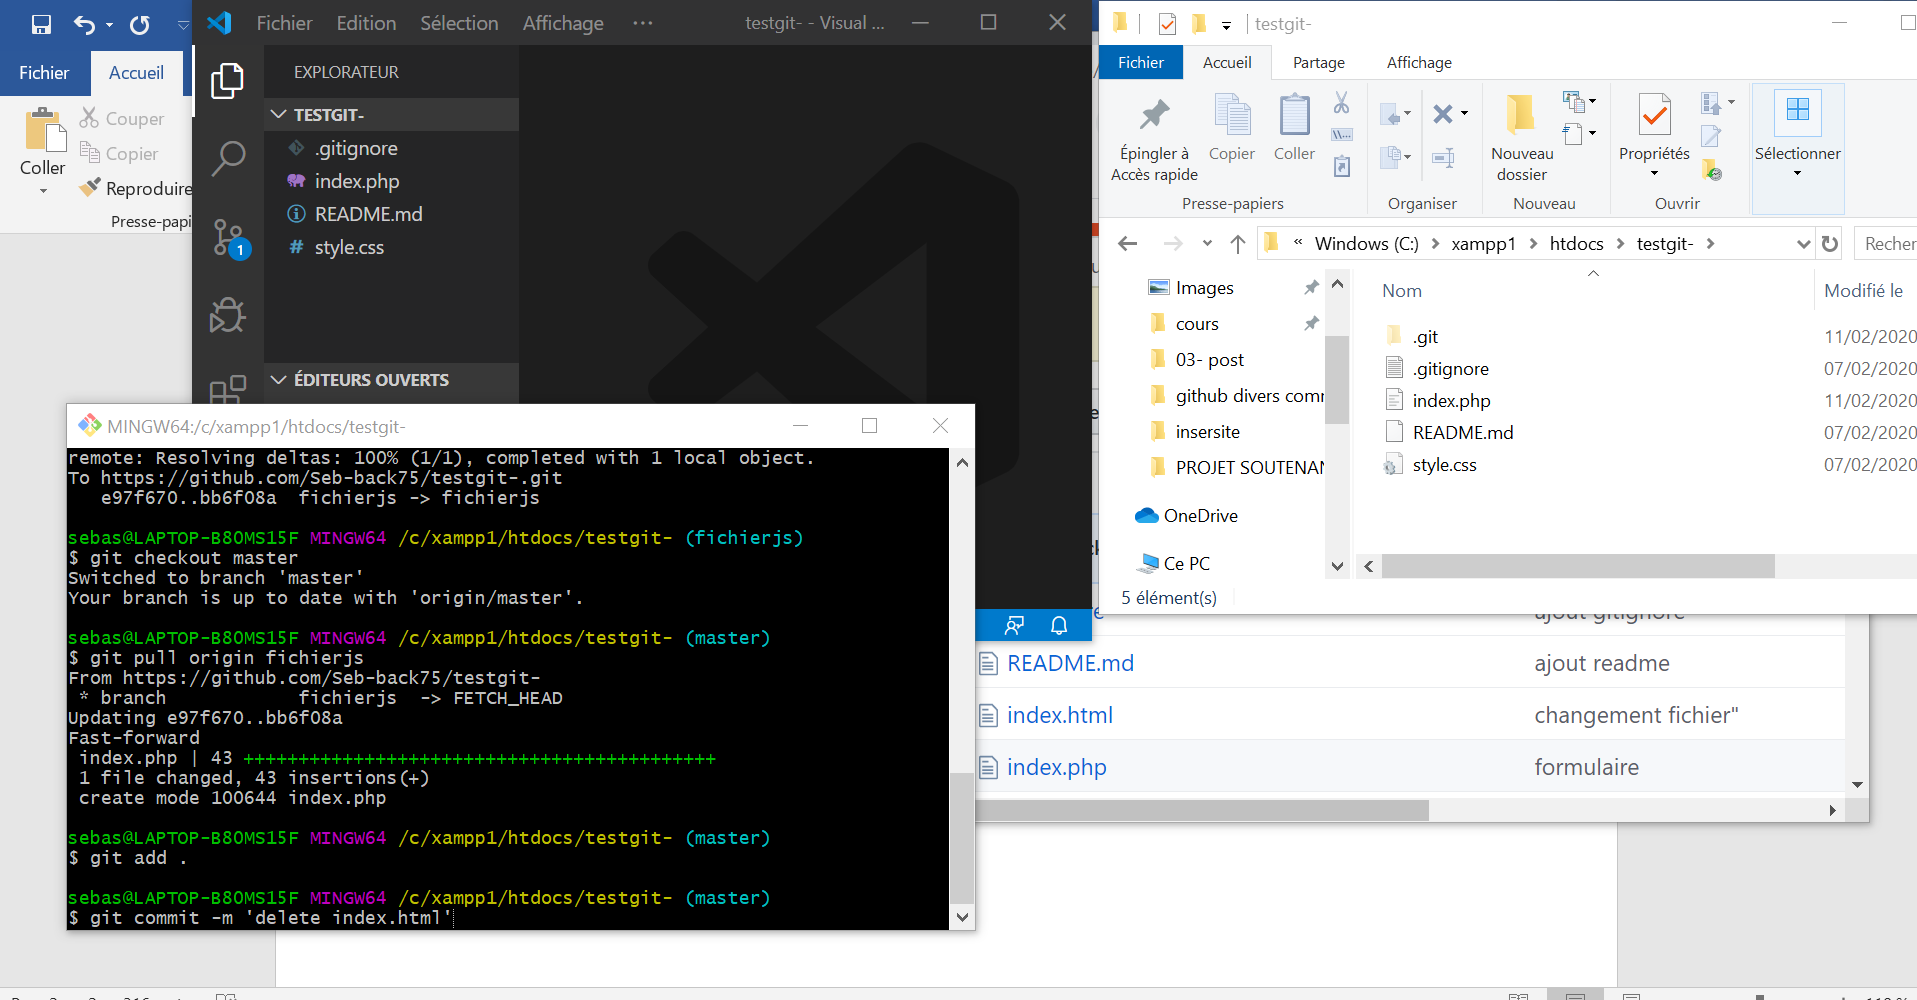 Fichier
Accueil
Couper
Copier
Coller
Reproduire
Presse-papi
Fichier Edition Sélection Affichage ··· testgit- - Visual ...
EXPLORATEUR
TESTGIT-
.gitignore
index.php
README.md
style.css
1
ÉDITEURS OUVERTS
MINGW64:/c/xampp1/htdocs/testgit-
remote: Resolving deltas: 100% (1/1), completed with 1 local object.
To https://github.com/Seb-back75/testgit-.git
   e97f670..bb6f08a  fichierjs -> fichierjs
sebas@LAPTOP-B8OMS15F MINGW64 /c/xampp1/htdocs/testgit- (fichierjs)
$ git checkout master
Switched to branch 'master'
Your branch is up to date with 'origin/master'.
sebas@LAPTOP-B8OMS15F MINGW64 /c/xampp1/htdocs/testgit- (master)
$ git pull origin fichierjs
From https://github.com/Seb-back75/testgit-
 * branch            fichierjs  -> FETCH_HEAD
Updating e97f670..bb6f08a
Fast-forward
 index.php | 43 +++++++++++++++++++++++++++++++++++++++++++
 1 file changed, 43 insertions(+)
 create mode 100644 index.php
sebas@LAPTOP-B8OMS15F MINGW64 /c/xampp1/htdocs/testgit- (master)
$ git add .
sebas@LAPTOP-B8OMS15F MINGW64 /c/xampp1/htdocs/testgit- (master)
$ git commit -m 'delete index.html'
testgit-
Fichier Accueil Partage Affichage
Épingler à
Accès rapide
Copier
Coller
Nouveau
dossier
Propriétés
Sélectionner
Presse-papiers Organiser Nouveau Ouvrir
« Windows (C:) > xampp1 > htdocs > testgit- >
Recher
Images
cours
03- post
github divers comr
insersite
PROJET SOUTENAN
OneDrive
Ce PC
Nom Modifié le
.git 11/02/2020
.gitignore 07/02/2020
index.php 11/02/2020
README.md 07/02/2020
style.css 07/02/2020
5 élément(s)
ajout gitignore
README.md ajout readme
index.html changement fichier"
index.php formulaire